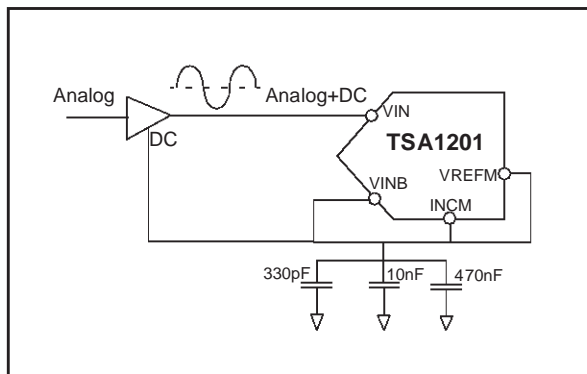 Analog
Analog+DC
DC
VIN
TSA1201
VREFM
VINB
INCM
330pF
10nF
470nF